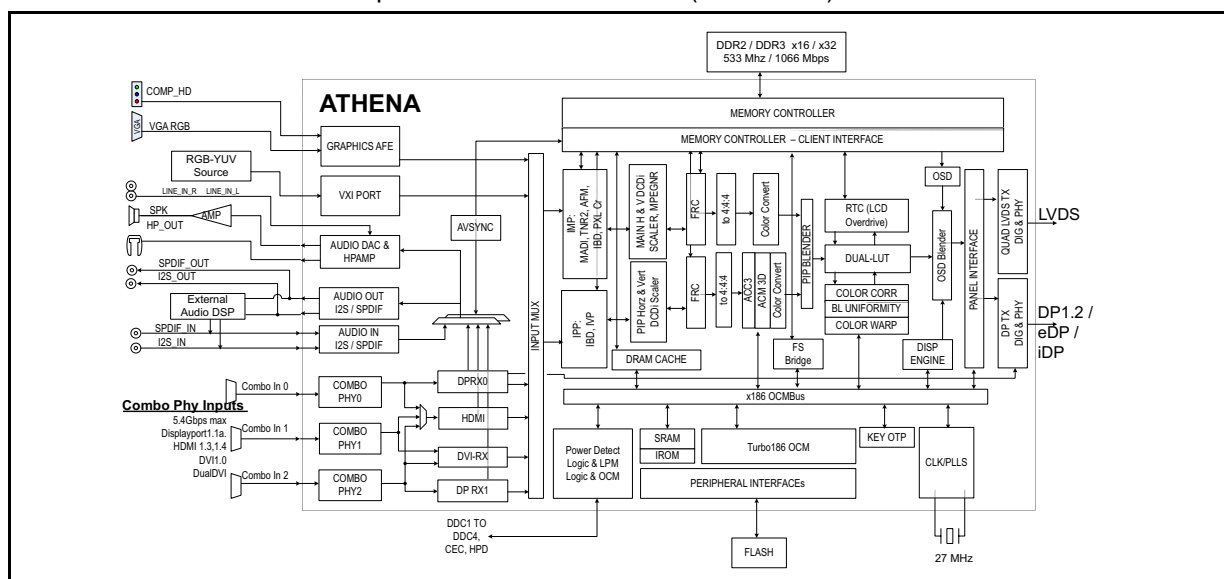 DDR2 / DDR3 x16 / x32
533 Mhz / 1066 Mbps
ATHENA
COMP_HD
VGA
VGA RGB
RGB-YUV
Source
LINE_IN_R LINE_IN_L
SPK
AMP
HP_OUT
SPDIF_OUT
I2S_OUT
External
Audio DSP
SPDIF_IN
I2S_IN
Combo In 0
Combo Phy Inputs
5.4Gbps max
Displayport1.1a.
HDMI 1.3,1.4
DVI1.0
DualDVI
Combo In 1
Combo In 2
GRAPHICS AFE
VXI PORT
AUDIO DAC &
HPAMP
AUDIO OUT
I2S / SPDIF
AUDIO IN
I2S / SPDIF
COMBO
PHY0
COMBO
PHY1
COMBO
PHY2
AVSYNC
DPRX0
HDMI
DVI-RX
DP RX1
INPUT MUX
MEMORY CONTROLLER
MEMORY CONTROLLER – CLIENT INTERFACE
IMP:
MADI, TNR2, AFM,
IBD, PXL Cr
MAIN H & V DCDi
SCALER, MPEGNR
FRC
to 4:4:4
Color Convert
IPP:
IBD, IVP
PIP Horz & Vert
DCDi Scaler
FRC
to 4:4:4
ACC3
ACM 3D
Color Convert
PIP BLENDER
RTC (LCD
Overdrive)
DUAL-LUT
COLOR CORR
BL UNIFORMITY
COLOR WARP
OSD
OSD Blender
PANEL INTERFACE
QUAD LVDS TX
DIG & PHY
LVDS
DP TX
DIG & PHY
DP1.2 /
eDP /
iDP
DRAM CACHE
FS
Bridge
DISP
ENGINE
x186 OCMBus
Power Detect
Logic & LPM
Logic & OCM
SRAM
IROM
Turbo186 OCM
KEY OTP
CLK/PLLS
PERIPHERAL INTERFACEs
DDC1 TO
DDC4,
CEC, HPD
FLASH
27 MHz